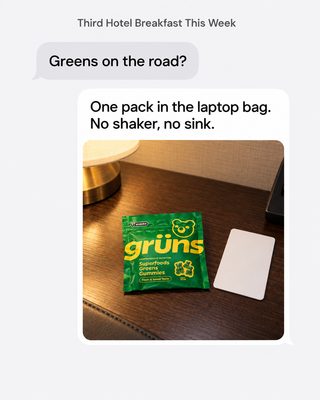 Third Hotel Breakfast This Week
Greens on the road?
One pack in the laptop bag.
No shaker, no sink.
grüns
Superfoods
Greens
Gummies